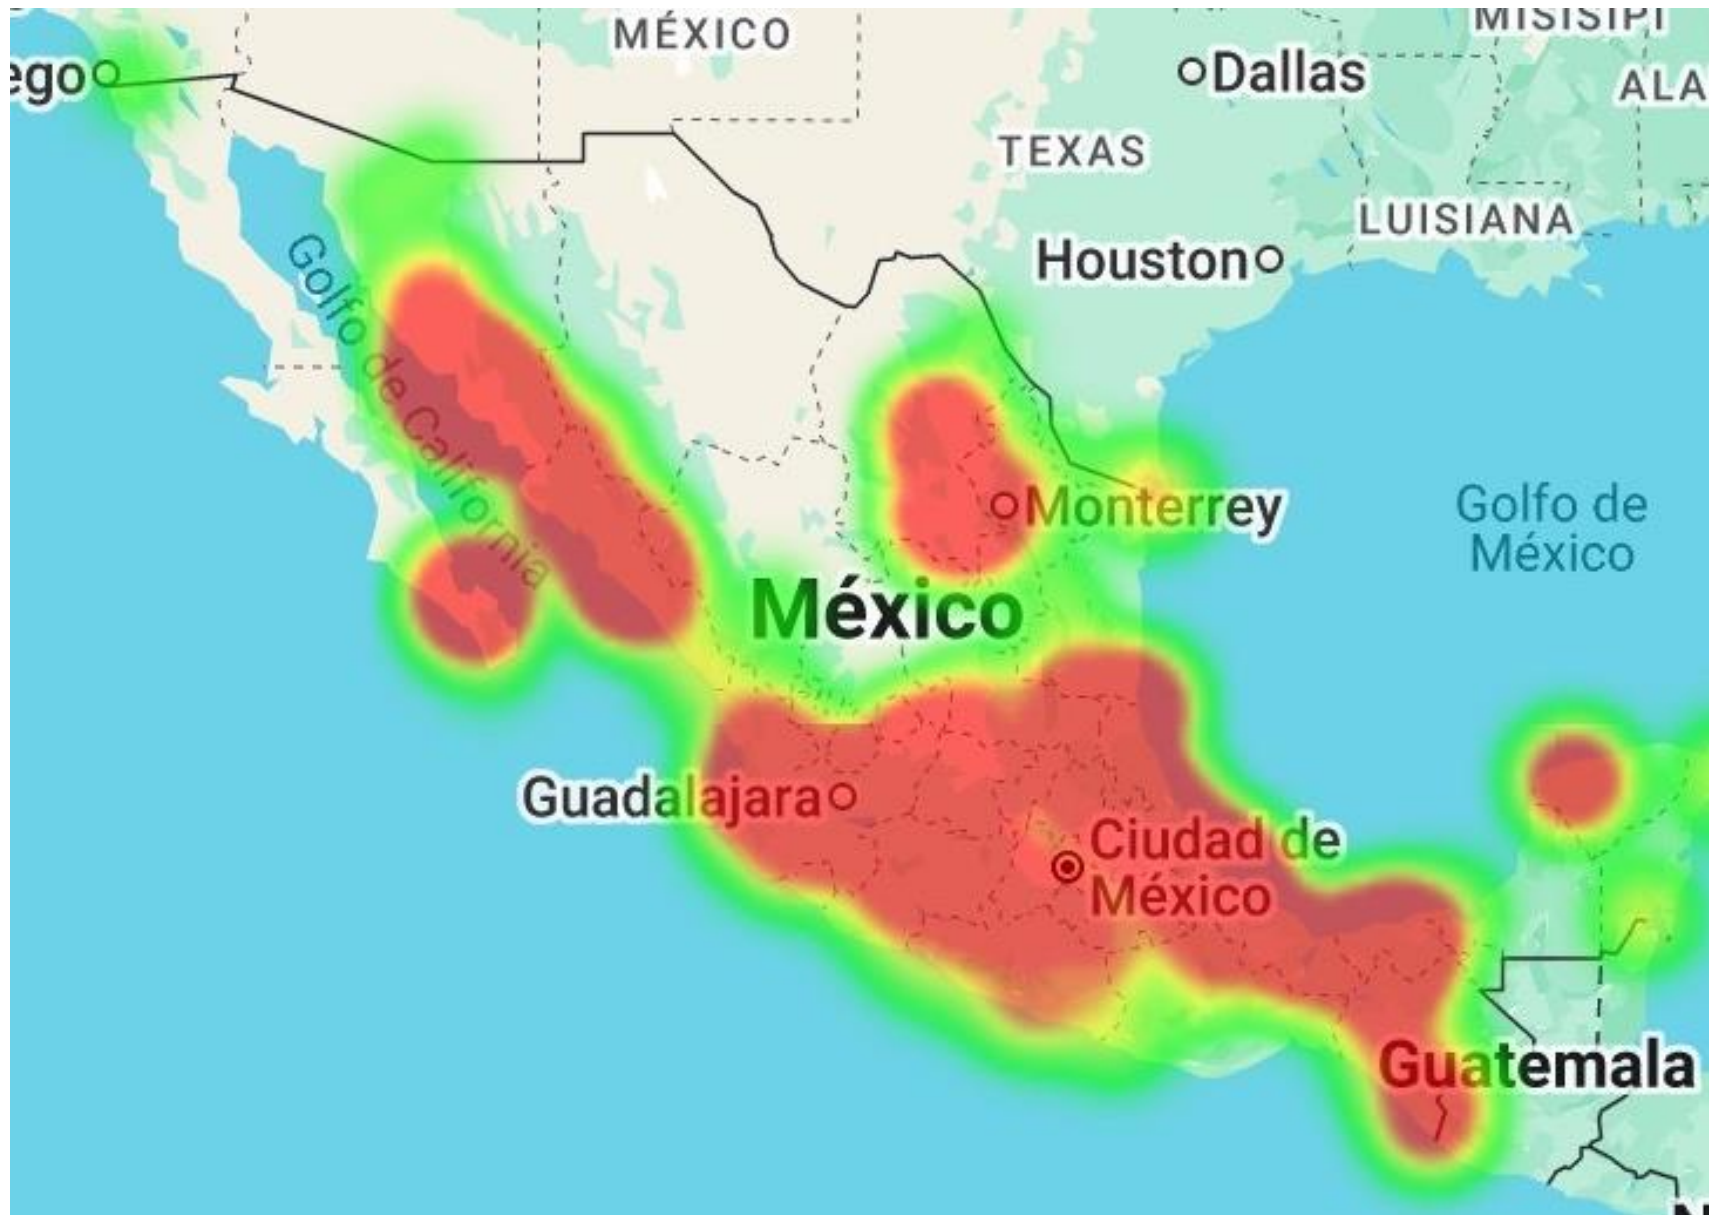 MÉXICO
MISISIPI
ego
Dallas
ALA
TEXAS
LUISIANA
Houston
Golfo de California
Monterrey
Golfo de
México
México
Guadalajara
Ciudad de
México
Guatemala